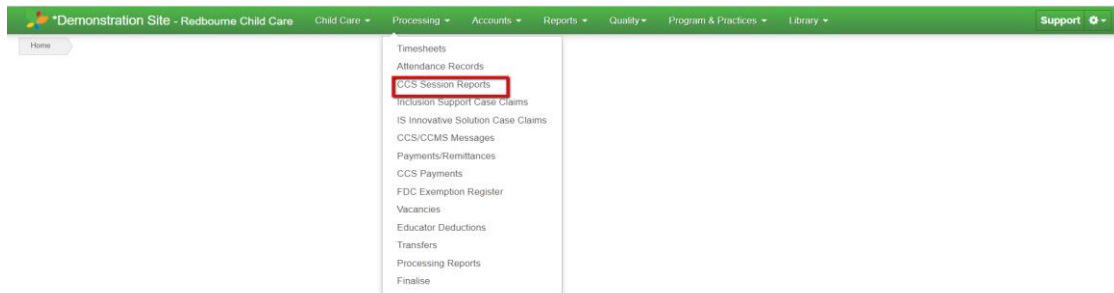 *Demonstration Site - Redbourne Child Care Child Care Processing Accounts Reports Quality Program & Practices Library Support
Home
Timesheets
Attendance Records
CCS Session Reports
Inclusion Support Case Claims
IS Innovative Solution Case Claims
CCS/CCMS Messages
Payments/Remittances
CCS Payments
FDC Exemption Register
Vacancies
Educator Deductions
Transfers
Processing Reports
Finalise